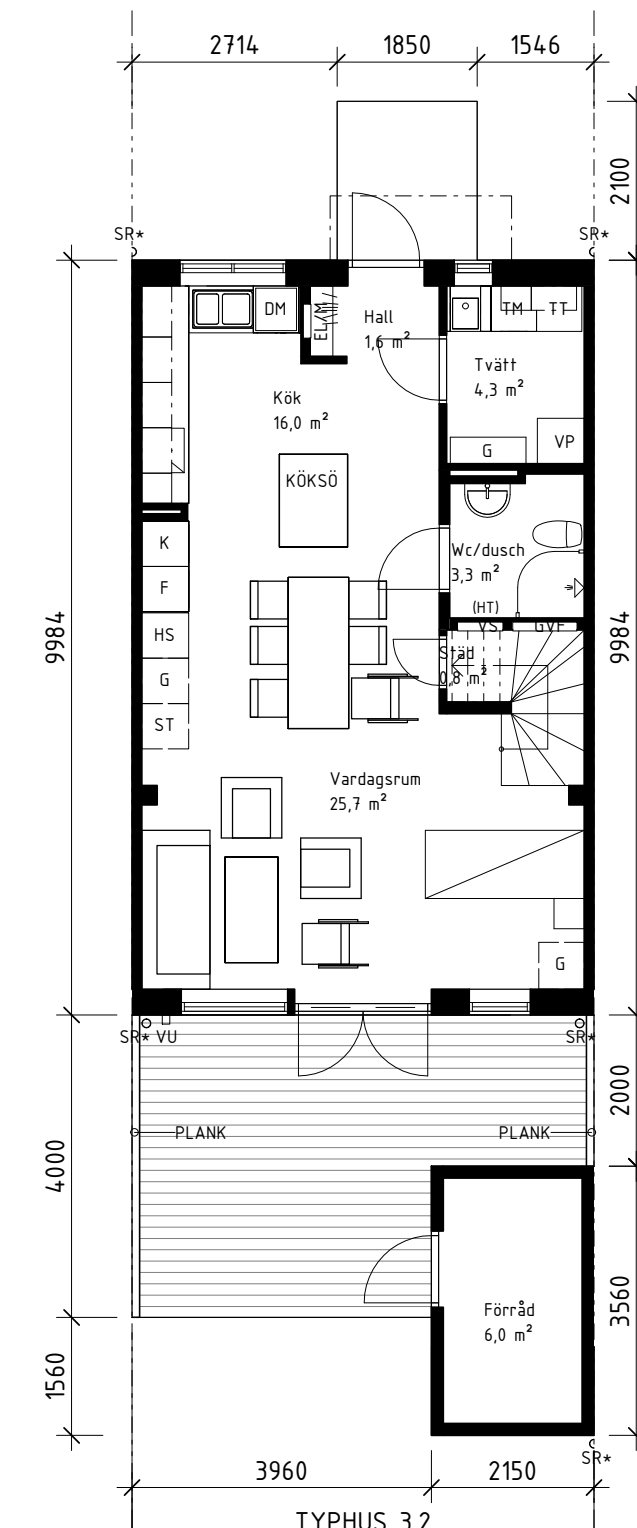 2714
1850
1546
2100
SR*
SR*
DM
EL/M
Hall
1,6 m²
TM
TT
Tvätt
4,3 m²
Kök
16,0 m²
G
VP
KÖKSÖ
K
Wc/dusch
3,3 m²
F
(HT)
HS
VS
GVF
9984
9984
Städ
0,8 m²
G
ST
Vardagsrum
25,7 m²
G
SR*
VU
SR*
2000
PLANK
PLANK
4000
Förråd
6,0 m²
3560
1560
SR*
3960
2150
TYPHUS 3.2